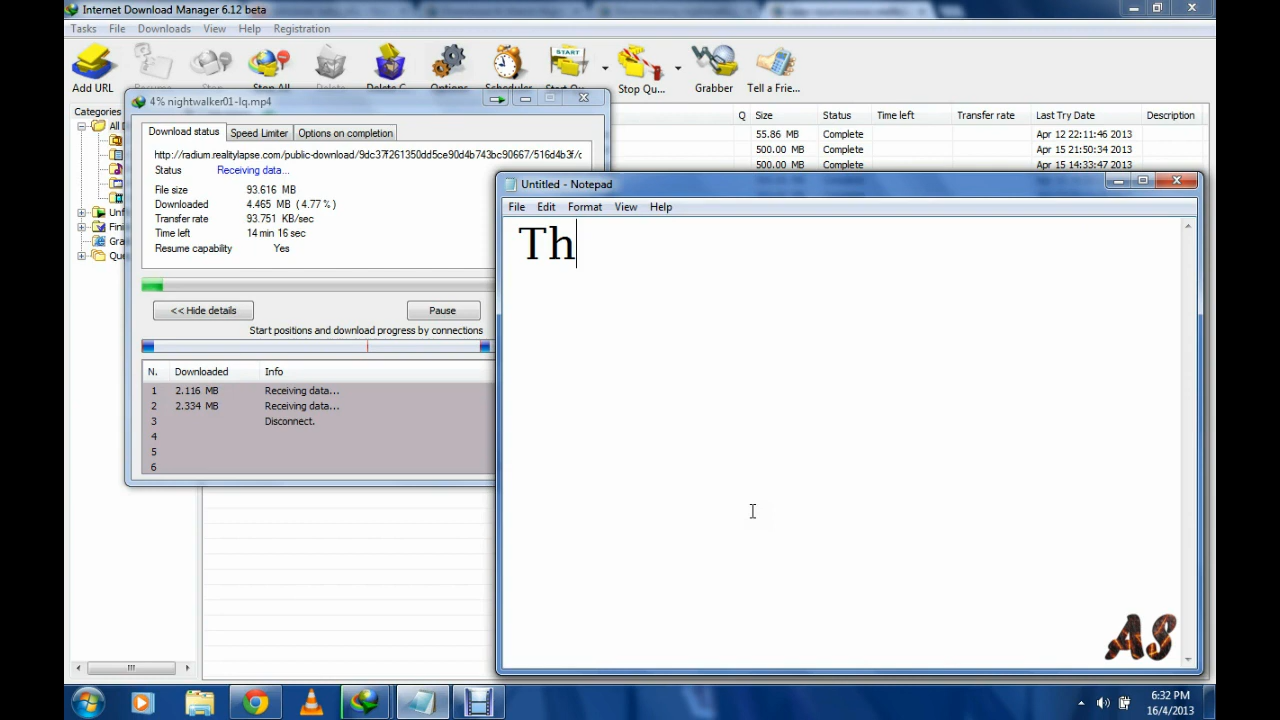 Internet Download Manager 6.12 beta
Tasks File Downloads View Help Registration
Add URL Stop All Delete C... Options Scheduler Start Qu... Stop Qu... Grabber Tell a Frie...
Categories
Q Size Status Time left Transfer rate Last Try Date Description
55.86 MB Complete Apr 12 22:11:46 2013
500.00 MB Complete Apr 15 21:50:34 2013
500.00 MB Complete Apr 15 14:33:47 2013
All
Unf
Fini
Gra
Que
4% nightwalker01-lq.mp4
Download status Speed Limiter Options on completion
http://radium.realitylapse.com/public-download/9dc37f261350dd5ce90d4b743bc90667/516d4b3f/c
Status Receiving data...
File size 93.616 MB
Downloaded 4.465 MB ( 4.77 % )
Transfer rate 93.751 KB/sec
Time left 14 min 16 sec
Resume capability Yes
<< Hide details Pause
Start positions and download progress by connections
N. Downloaded Info
1 2.116 MB Receiving data...
2 2.334 MB Receiving data...
3 Disconnect.
4
5
6
Untitled - Notepad
File Edit Format View Help
Th
AS
6:32 PM
16/4/2013